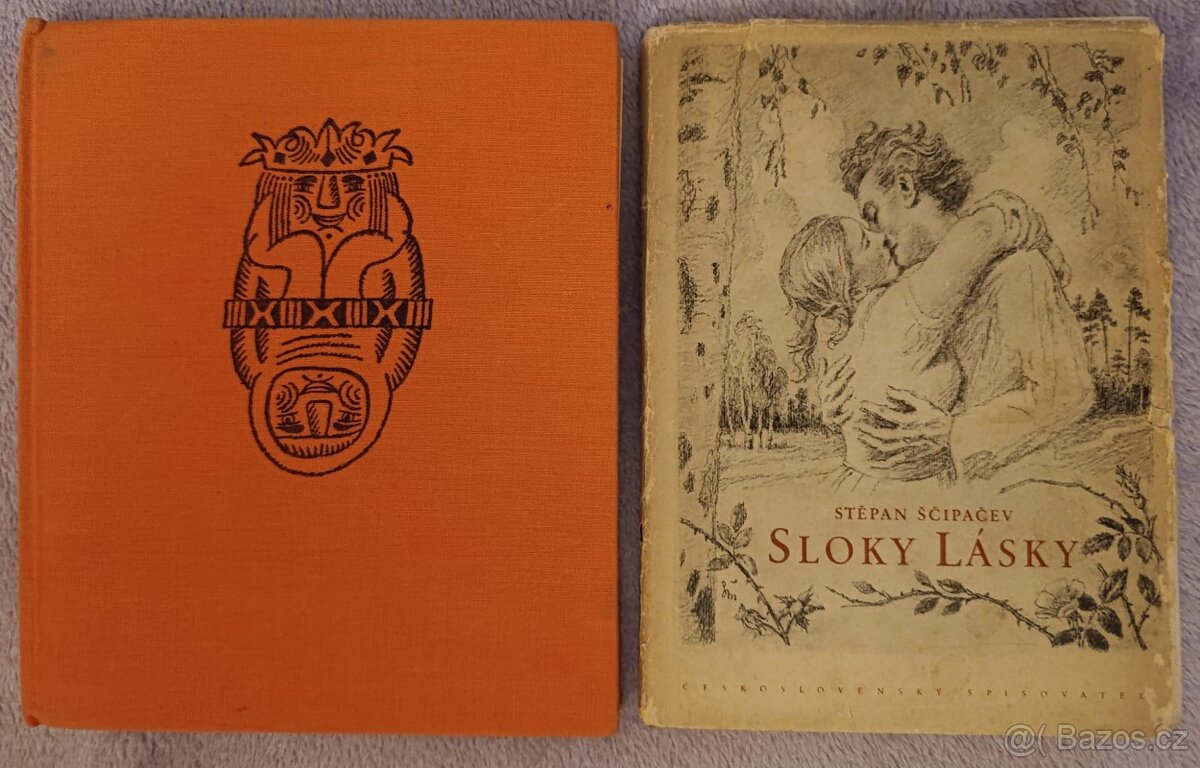 STĚPAN ŠČIPAČEV
SLOKY LÁSKY
ČESKOSLOVENSKÝ SPISOVATEL
@( Bazos.cz